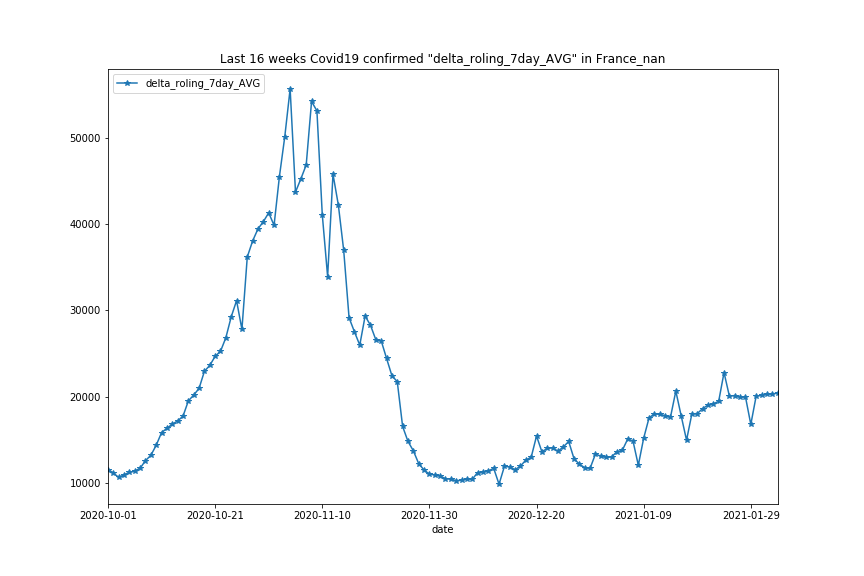 Last 16 weeks Covid19 confirmed "delta_roling_7day_AVG" in France_nan
delta_roling_7day_AVG
50000
40000
30000
20000
10000
2020-10-01 2020-10-21 2020-11-10 2020-11-30 2020-12-20 2021-01-09 2021-01-29
date